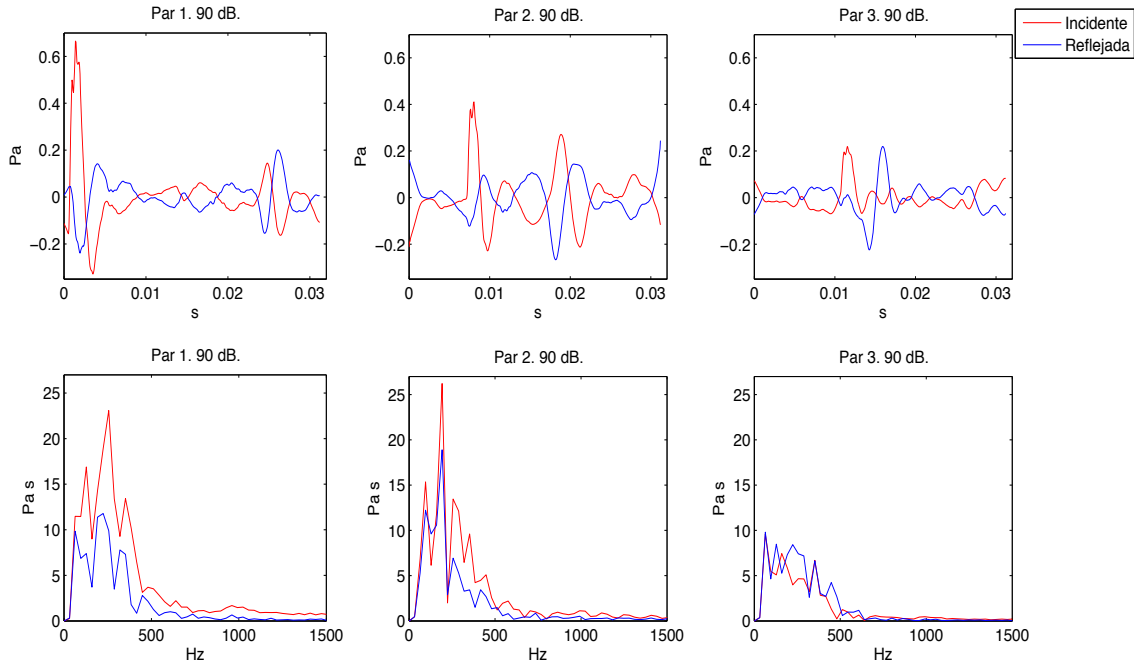 Par 1. 90 dB.
Par 2. 90 dB.
Par 3. 90 dB.
Incidente
Reflejada
0.6
0.4
0.2
0
−0.2
Pa
0
0.01
0.02
0.03
s
0.6
0.4
0.2
0
−0.2
Pa
0
0.01
0.02
0.03
s
0.6
0.4
0.2
0
−0.2
Pa
0
0.01
0.02
0.03
s
Par 1. 90 dB.
Par 2. 90 dB.
Par 3. 90 dB.
25
20
15
10
5
0
Pa s
0
500
1000
1500
Hz
25
20
15
10
5
0
Pa s
0
500
1000
1500
Hz
25
20
15
10
5
0
Pa s
0
500
1000
1500
Hz